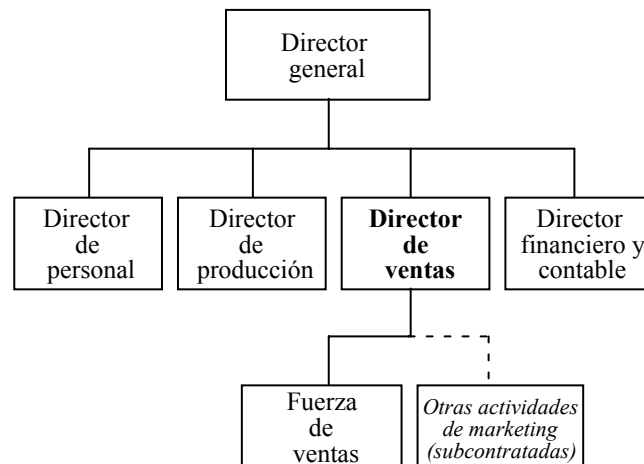 Director
general
Director
de
personal
Director
de
producción
Director
de
ventas
Director
financiero y
contable
Fuerza
de
ventas
Otras actividades
de marketing
(subcontratadas)